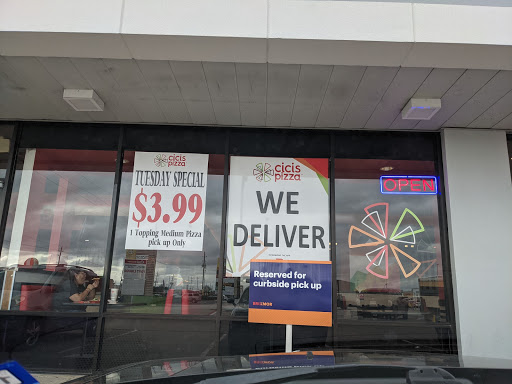 cicis
pizza
TUESDAY SPECIAL
$3.99
1 Topping Medium Pizza
pick up Only
cicis
pizza
WE
DELIVER
Reserved for
curbside pick up
OPEN